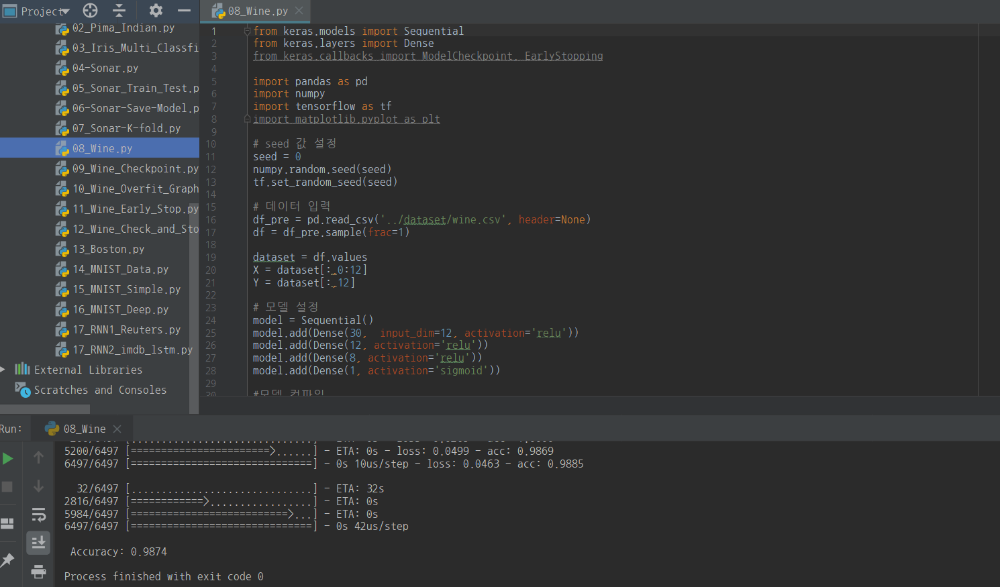 Project
08_Wine.py
02_Pima_Indian.py
03_Iris_Multi_Classfi
04-Sonar.py
05_Sonar_Train_Test.p
06-Sonar-Save-Model.p
07_Sonar-K-fold.py
08_Wine.py
09_Wine_Checkpoint.py
10_Wine_Overfit_Graph
11_Wine_Early_Stop.py
12_Wine_Check_and_Sto
13_Boston.py
14_MNIST_Data.py
15_MNIST_Simple.py
16_MNIST_Deep.py
17_RNN1_Reuters.py
17_RNN2_imdb_lstm.py
External Libraries
Scratches and Consoles
1 from keras.models import Sequential
2 from keras.layers import Dense
3 from keras.callbacks import ModelCheckpoint, EarlyStopping
4
5 import pandas as pd
6 import numpy
7 import tensorflow as tf
8 import matplotlib.pyplot as plt
9
10 # seed 값 설정
11 seed = 0
12 numpy.random.seed(seed)
13 tf.set_random_seed(seed)
14
15 # 데이터 입력
16 df_pre = pd.read_csv('../dataset/wine.csv', header=None)
17 df = df_pre.sample(frac=1)
18
19 dataset = df.values
20 X = dataset[:,0:12]
21 Y = dataset[:,12]
22
23 # 모델 설정
24 model = Sequential()
25 model.add(Dense(30,  input_dim=12, activation='relu'))
26 model.add(Dense(12, activation='relu'))
27 model.add(Dense(8, activation='relu'))
28 model.add(Dense(1, activation='sigmoid'))
29
30 #모델 컴파일
Run: 08_Wine
5200/6497 [=======================>......] - ETA: 0s - loss: 0.0499 - acc: 0.9869
6497/6497 [==============================] - 0s 10us/step - loss: 0.0463 - acc: 0.9885
32/6497 [..............................] - ETA: 32s
2816/6497 [============>.................] - ETA: 0s
5984/6497 [==========================>...] - ETA: 0s
6497/6497 [==============================] - 0s 42us/step
Accuracy: 0.9874
Process finished with exit code 0